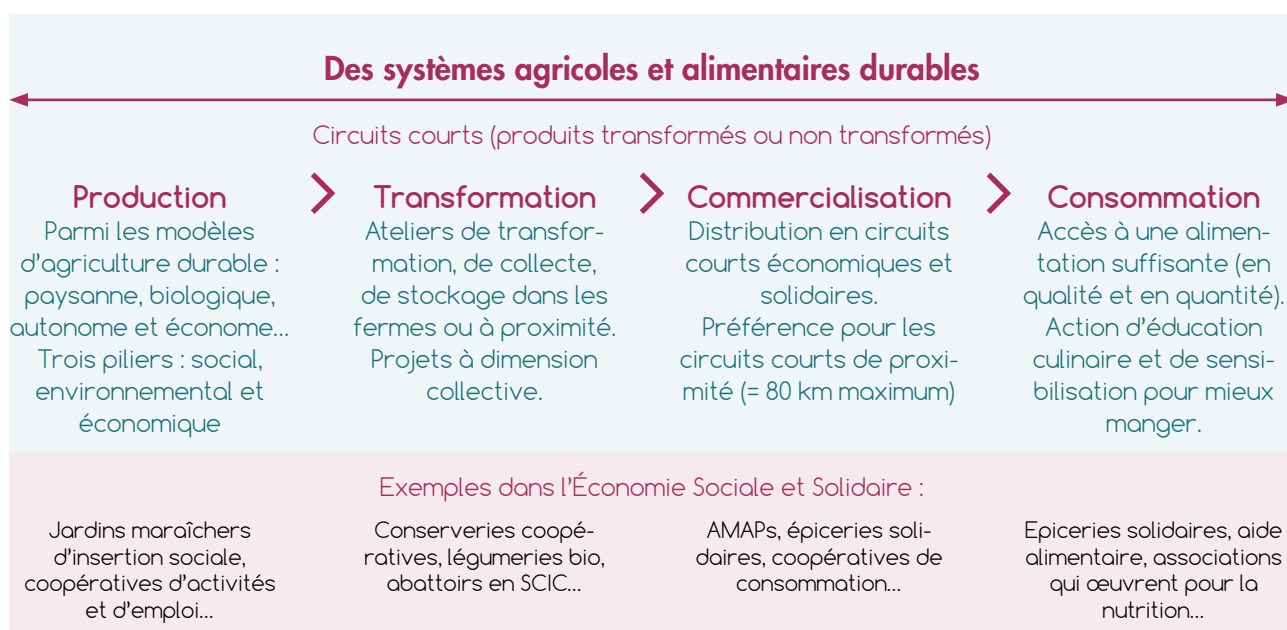 Des systèmes agricoles et alimentaires durables
Circuits courts (produits transformés ou non transformés)
Production
Parmi les modèles
d'agriculture durable :
paysanne, biologique,
autonome et économe...
Trois piliers : social,
environnemental et
économique
Transformation
Ateliers de transfor-
mation, de collecte,
de stockage dans les
fermes ou à proximité.
Projets à dimension
collective.
Commercialisation
Distribution en circuits
courts économiques et
solidaires.
Préférence pour les
circuits courts de proxi-
mité (= 80 km maximum)
Consommation
Accès à une alimen-
tation suffisante (en
qualité et en quantité).
Action d'éducation
culinaire et de sensi-
bilisation pour mieux
manger.
Exemples dans l'Économie Sociale et Solidaire :
Jardins maraîchers
d'insertion sociale,
coopératives d'activités
et d'emploi...
Conserveries coopé-
ratives, légumeries bio,
abattoirs en SCIC...
AMAPs, épiceries soli-
daires, coopératives de
consommation...
Epiceries solidaires, aide
alimentaire, associations
qui œuvrent pour la
nutrition...